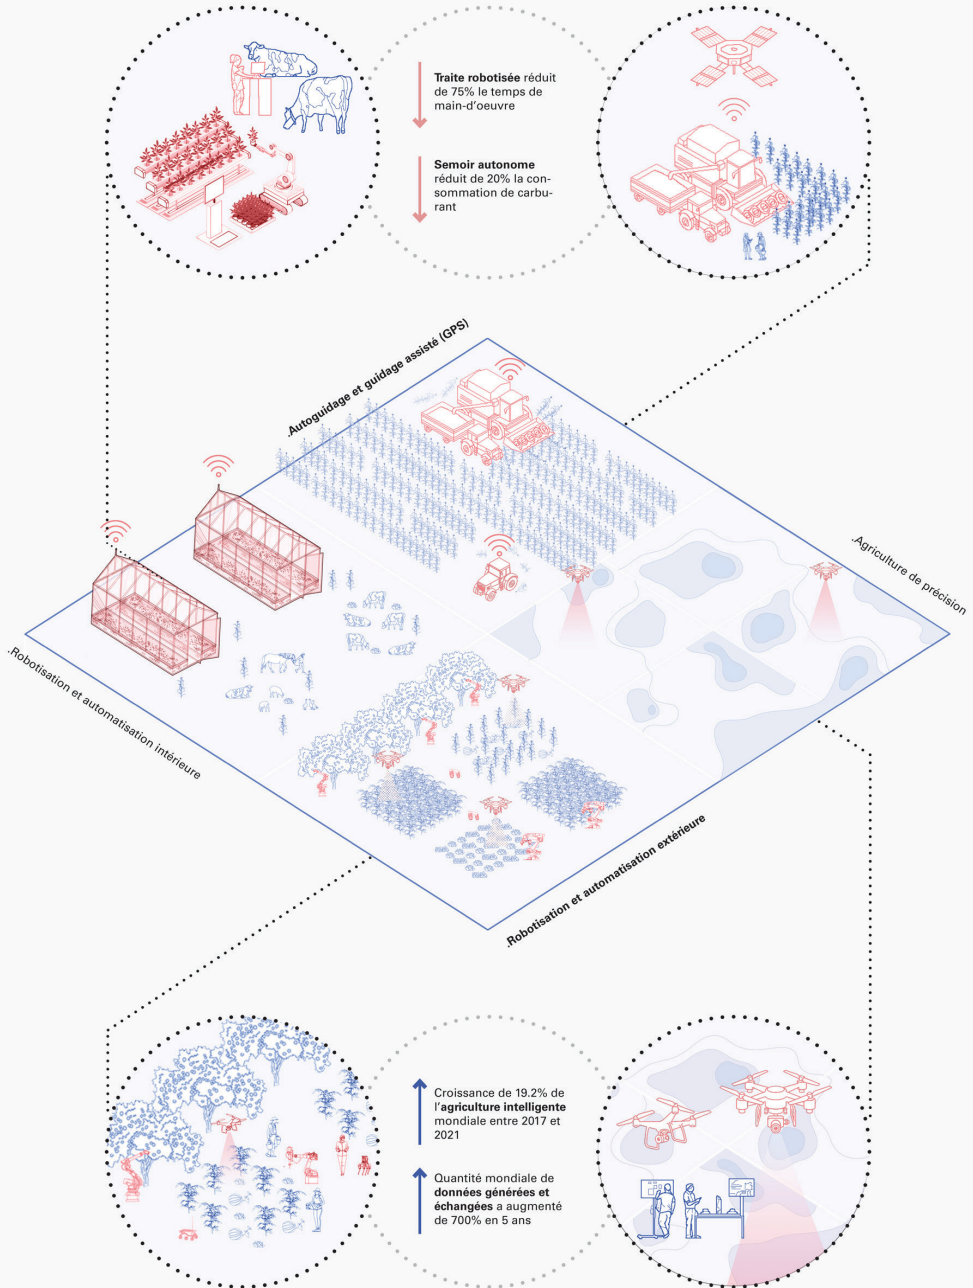 Traite robotisée réduit
de 75% le temps de
main-d'oeuvre
Semoir autonome
réduit de 20% la con-
sommation de carbu-
rant
.Autoguidage et guidage assisté (GPS)
.Agriculture de précision
.Robotisation et automatisation intérieure
.Robotisation et automatisation extérieure
Croissance de 19.2% de
l'agriculture intelligente
mondiale entre 2017 et
2021
Quantité mondiale de
données générées et
échangées a augmenté
de 700% en 5 ans